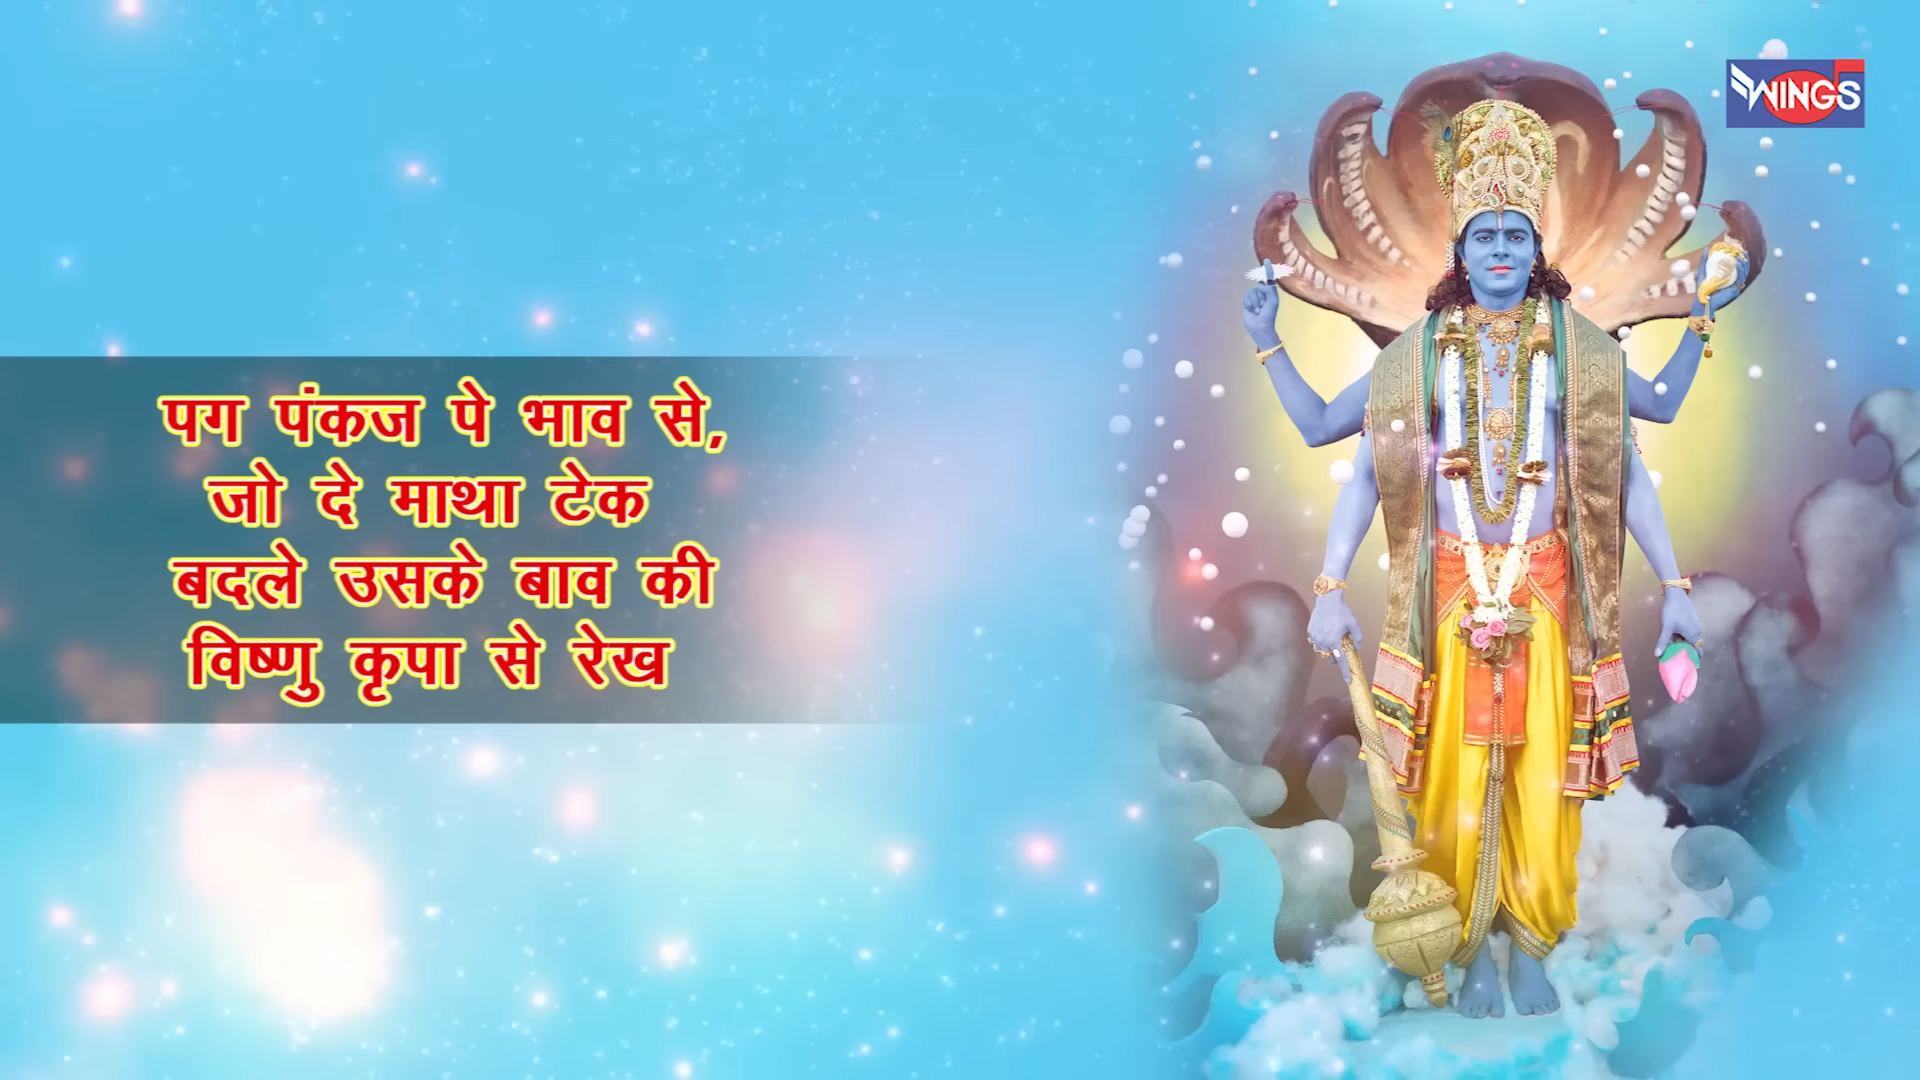 पग पंकज पे भाव से,
जो दे माथा टेक
बदले उसके बाव की
विष्णु कृपा से रेख
WINGS